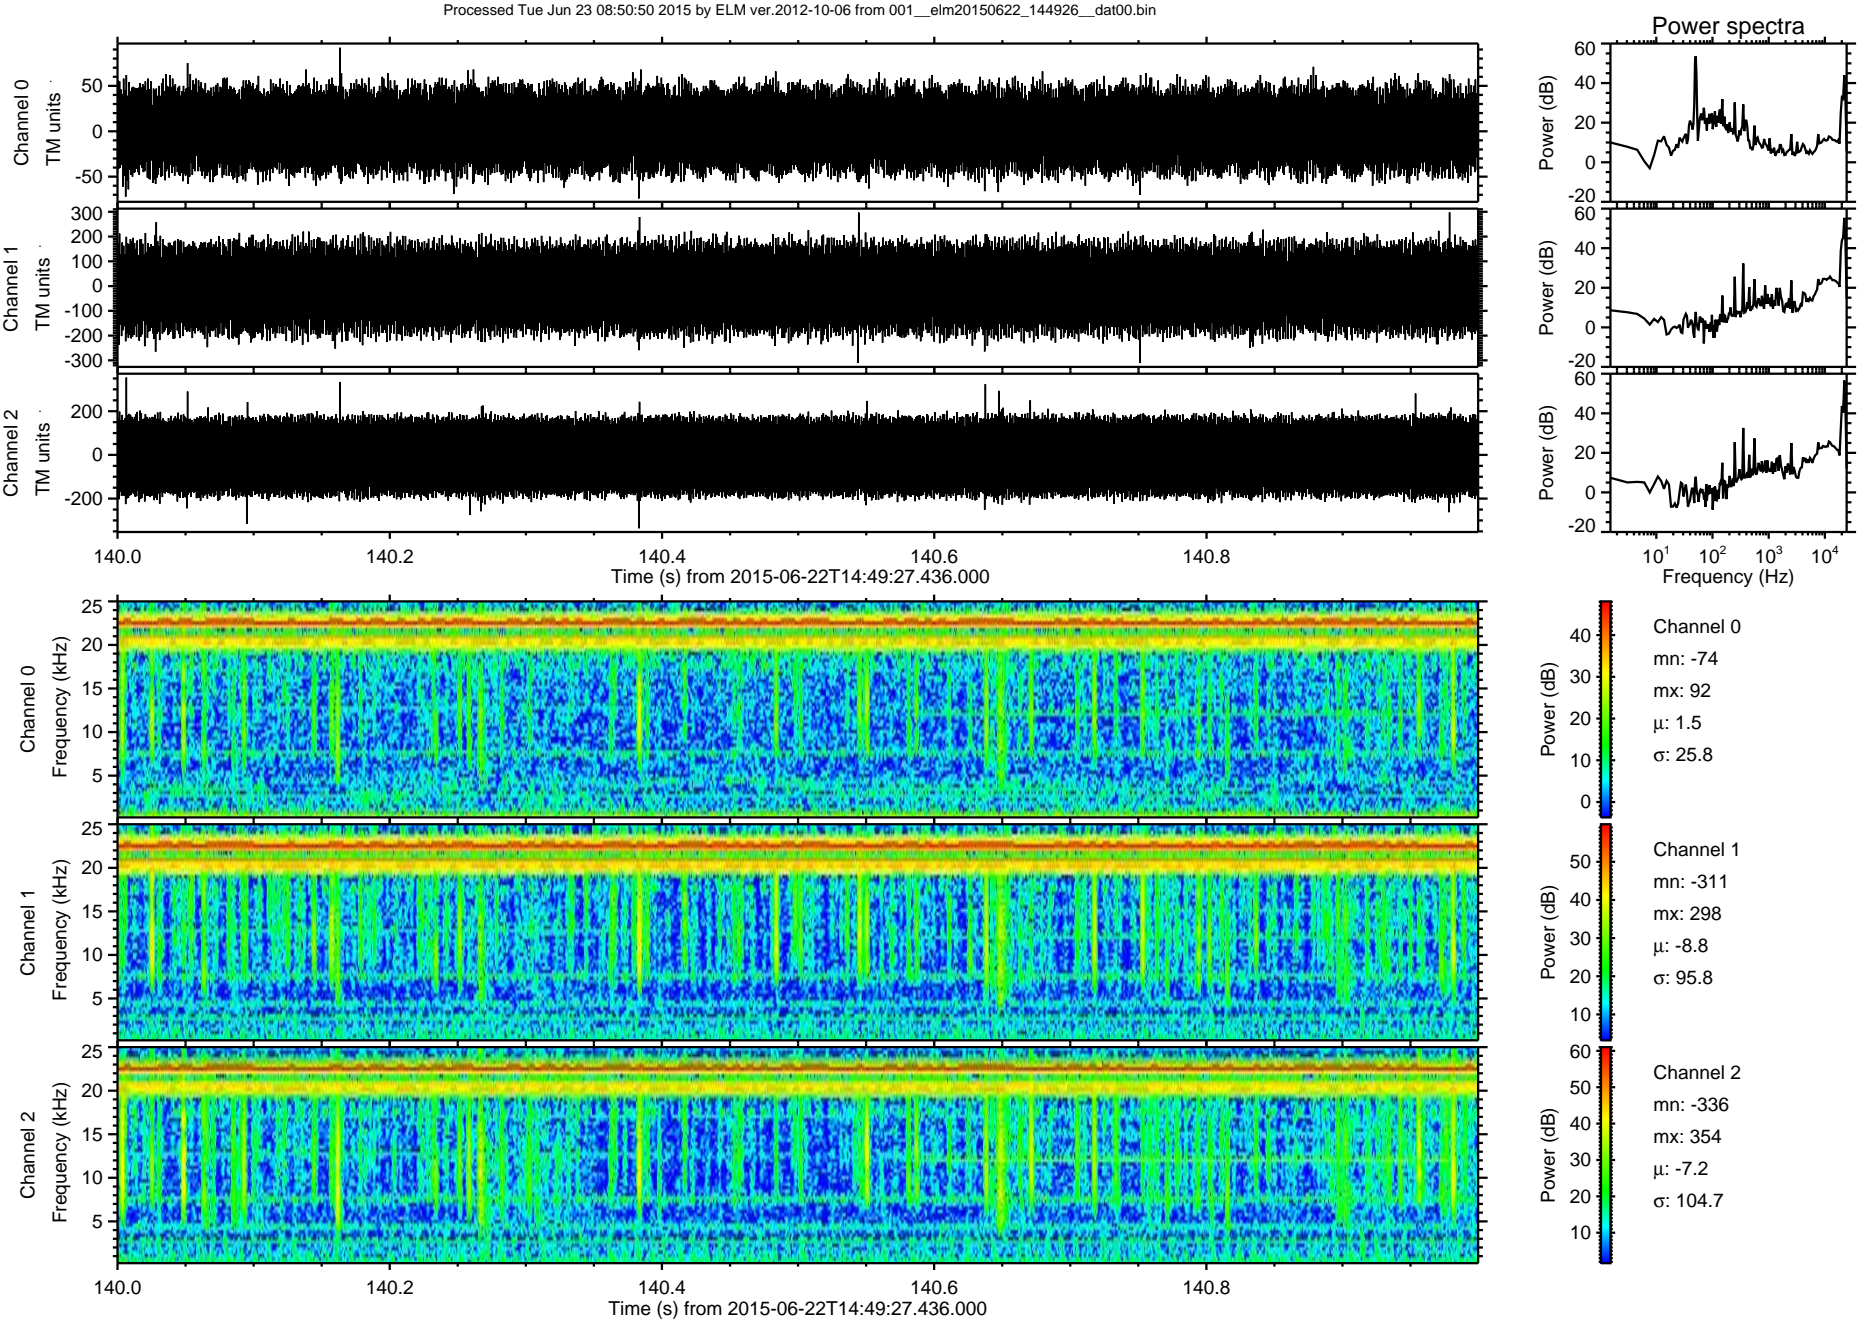 Processed Tue Jun 23 08:50:50 2015 by ELM ver.2012-10-06 from 001__elm20150622_144926__dat00.bin
Power spectra
Channel 0
TM units
50
0
-50
Power (dB)
60
40
20
0
-20
Channel 1
TM units
300
200
100
0
-100
-200
-300
Power (dB)
60
40
20
0
-20
Channel 2
TM units
200
0
-200
Power (dB)
60
40
20
0
-20
140.0 140.2 140.4 140.6 140.8
Time (s) from 2015-06-22T14:49:27.436.000
10^1 10^2 10^3 10^4
Frequency (Hz)
Channel 0
Frequency (kHz)
25
20
15
10
5
Power (dB)
40
30
20
10
0
Channel 0
mn: -74
mx: 92
μ: 1.5
σ: 25.8
Channel 1
Frequency (kHz)
25
20
15
10
5
Power (dB)
50
40
30
20
10
Channel 1
mn: -311
mx: 298
μ: -8.8
σ: 95.8
Channel 2
Frequency (kHz)
25
20
15
10
5
Power (dB)
60
50
40
30
20
10
Channel 2
mn: -336
mx: 354
μ: -7.2
σ: 104.7
140.0 140.2 140.4 140.6 140.8
Time (s) from 2015-06-22T14:49:27.436.000